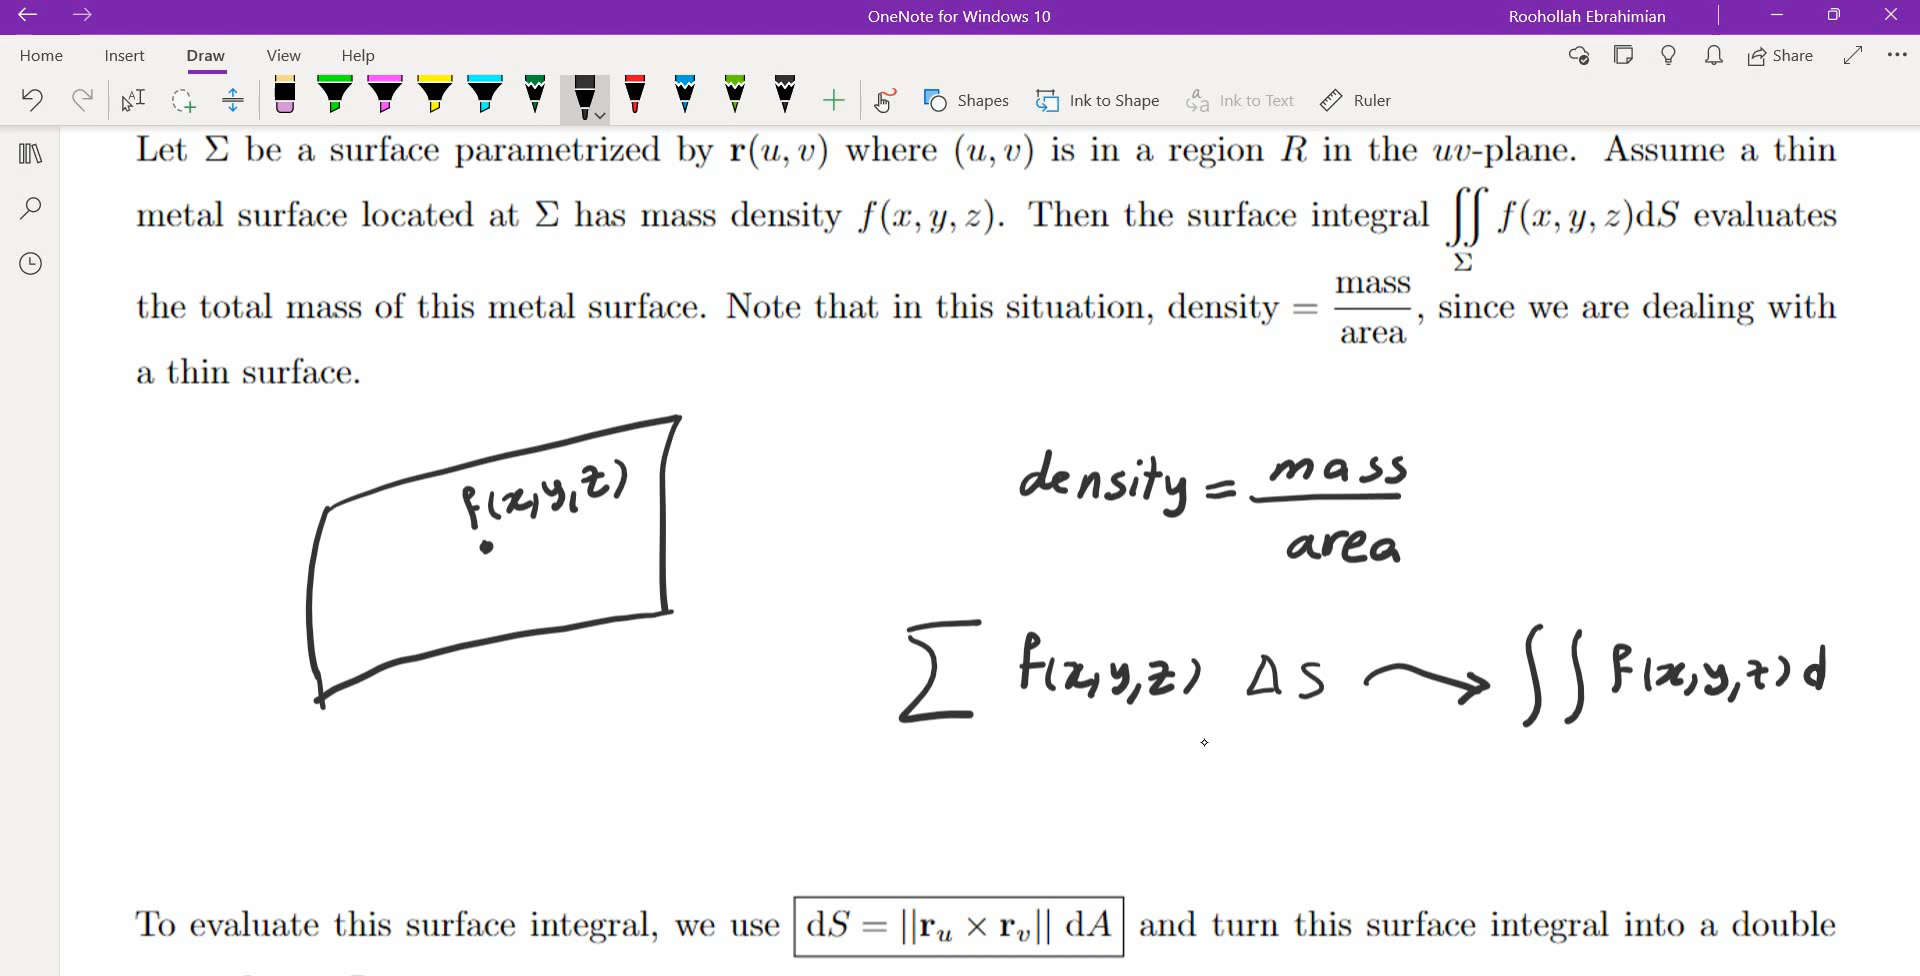 OneNote for Windows 10
Roohollah Ebrahimian
Home Insert Draw View Help
Share
Shapes Ink to Shape Ink to Text Ruler
Let Σ be a surface parametrized by r(u, v) where (u, v) is in a region R in the uv-plane. Assume a thin
metal surface located at Σ has mass density f(x, y, z). Then the surface integral ∬_Σ f(x, y, z)dS evaluates
the total mass of this metal surface. Note that in this situation, density = mass/area, since we are dealing with
a thin surface.
f(x,y,z)
density = mass/area
∑ f(x,y,z) ΔS → ∫∫ f(x,y,z) d
To evaluate this surface integral, we use dS = ||r_u × r_v|| dA and turn this surface integral into a double